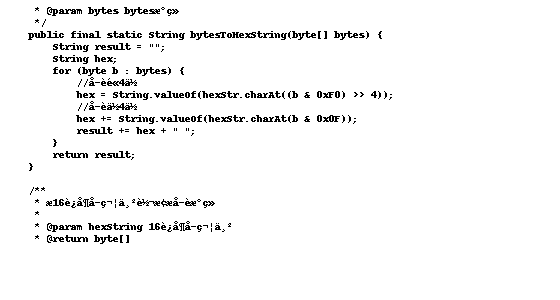 * @param bytes bytesæ°ç»
*/
public final static String bytesToHexString(byte[] bytes) {
String result = "";
String hex;
for (byte b : bytes) {
//å­èé«4ä½
hex = String.valueOf(hexStr.charAt((b & 0xF0) >> 4));
//å­èä½4ä½
hex += String.valueOf(hexStr.charAt(b & 0x0F));
result += hex + " ";
}
return result;
}
/**
* æ16è¿å¶å­ç¬¦ä¸²è½¬æ¢æå­èæ°ç»
*
* @param hexString 16è¿å¶å­ç¬¦ä¸²
* @return byte[]